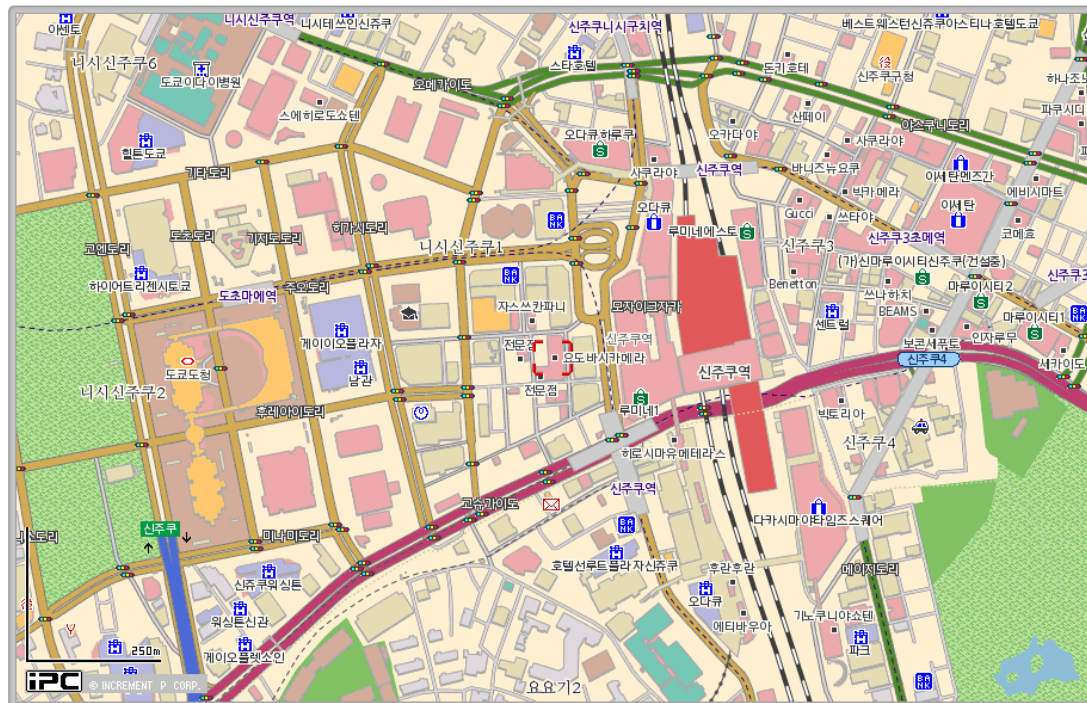 아센토
니시신주쿠역
니시테쓰인신쥬쿠
신주쿠니시구치역
베스트웨스턴신쥬쿠아스티나호텔도쿄
니시신주쿠6
도쿄이다이병원
스타호텔
돈키호테
신주쿠구청
하나조노
오메가이도
스에히로도쇼텐
산페이
파쿠시디
힐튼도쿄
오다큐하루쿠
오카다야
사쿠라야
야스쿠니도리
기타도리
사쿠라야
신주쿠역
바니즈뉴요쿠
이세탄멘즈간
빅카메라
에비시마트
고엔도리
도쵸도리
기지도도리
히가시도리
니시신주쿠1
오다큐
루미네에스토
Gucci
쓰타야
이세탄
신주쿠3
신주쿠3초메역
코메효
(가)신마루이시티신주쿠(건설중)
하이어트리젠시토쿄
도쵸마에역
주오도리
Benetton
쓰나하치
마루이시티2
신주쿠3
자스쓰칸파니
모자이크자카
센트럴
BEAMS
마루이시티1
게이이오플라자
전문점
요도바시카메라
신주쿠역
보콘세푸토
인자루무
도쿄도청
남관
전문점
신주쿠역
신주쿠4
세카이도
니시신주쿠2
후레아이도리
루미네1
빅토리아
히로시마유메테라스
신주쿠4
신주쿠역
고슈가이도
다카시마야타임즈스퀘어
신주쿠
미나미도리
스도리
호텔선루트플라자신쥬쿠
후란후란
메이지도리
신쥬쿠워싱톤
오다큐
워싱톤신관
에티바우아
기노쿠니야쇼텐
게이오플렛소인
파크
250m
iPC © INCREMENT P CORP.
요요기2